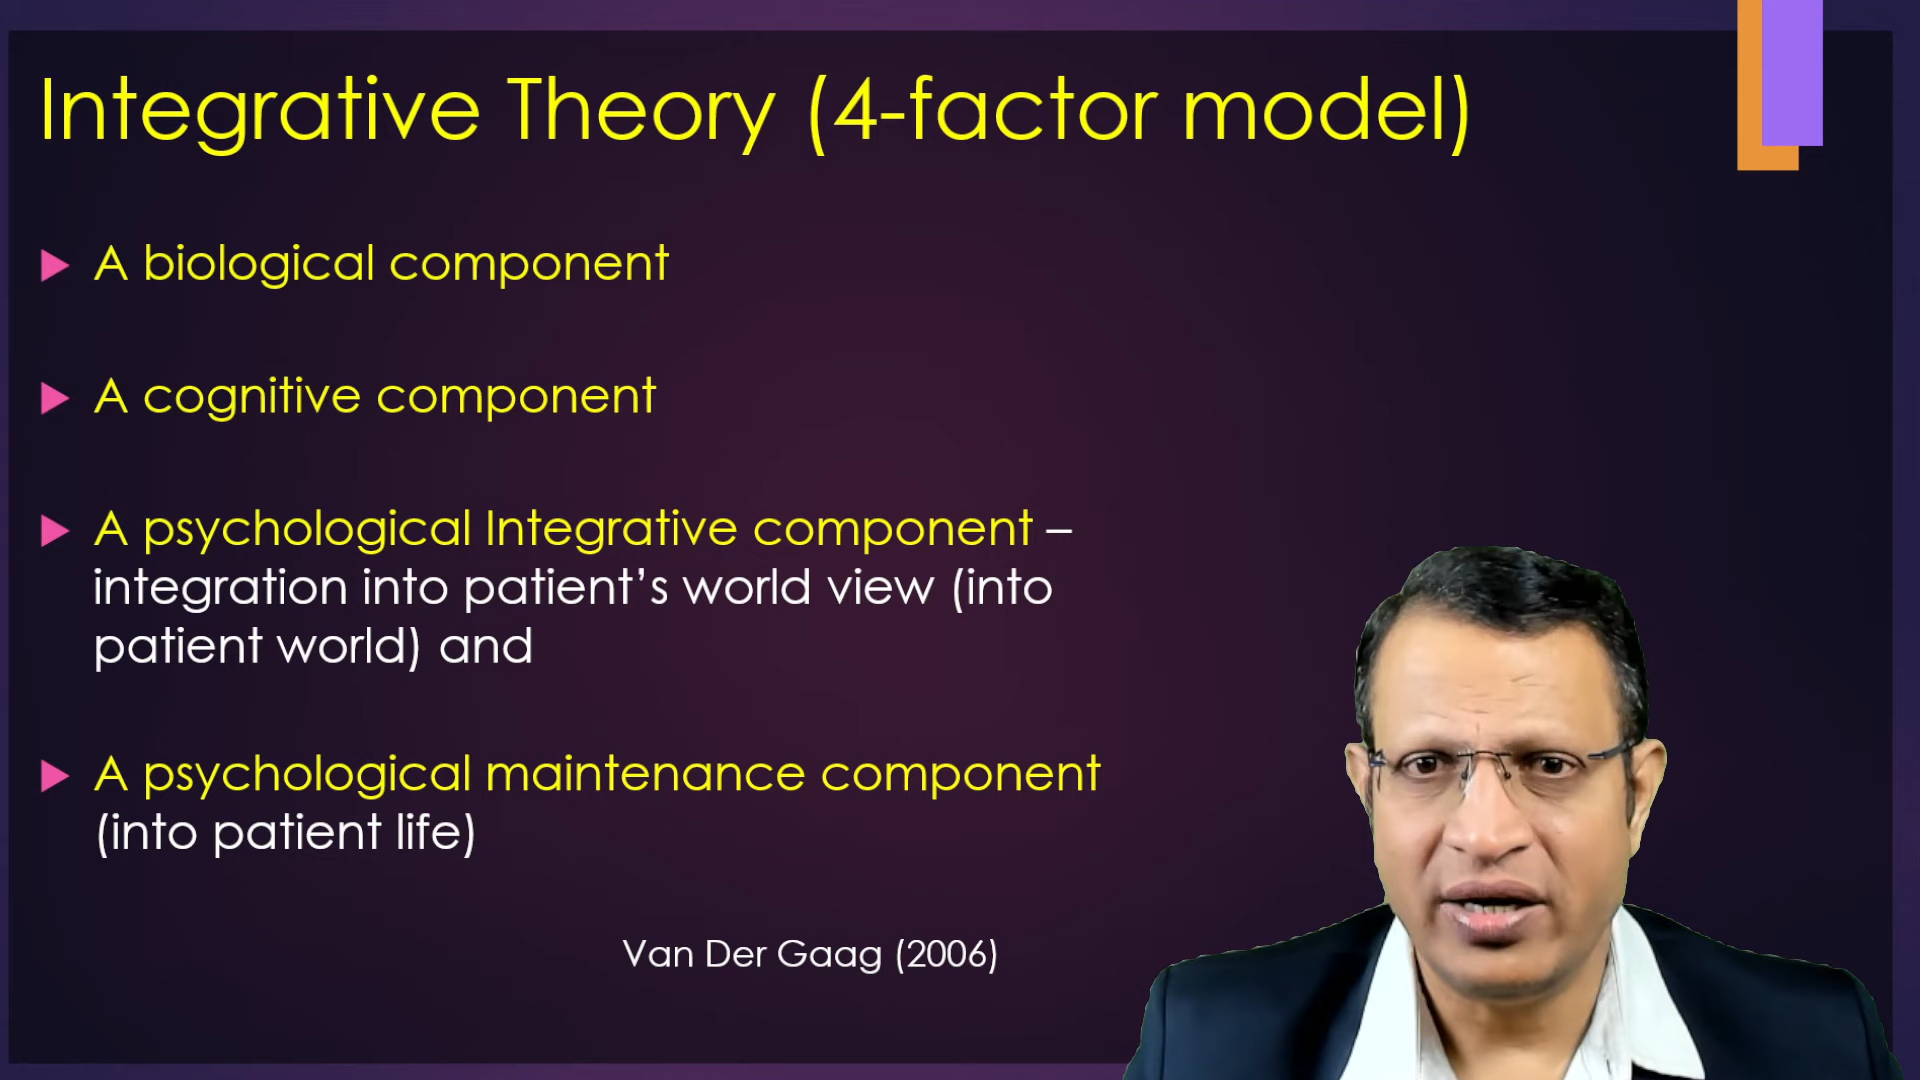 Integrative Theory (4-factor model)
A biological component
A cognitive component
A psychological Integrative component –
integration into patient’s world view (into
patient world) and
A psychological maintenance component
(into patient life)
Van Der Gaag (2006)